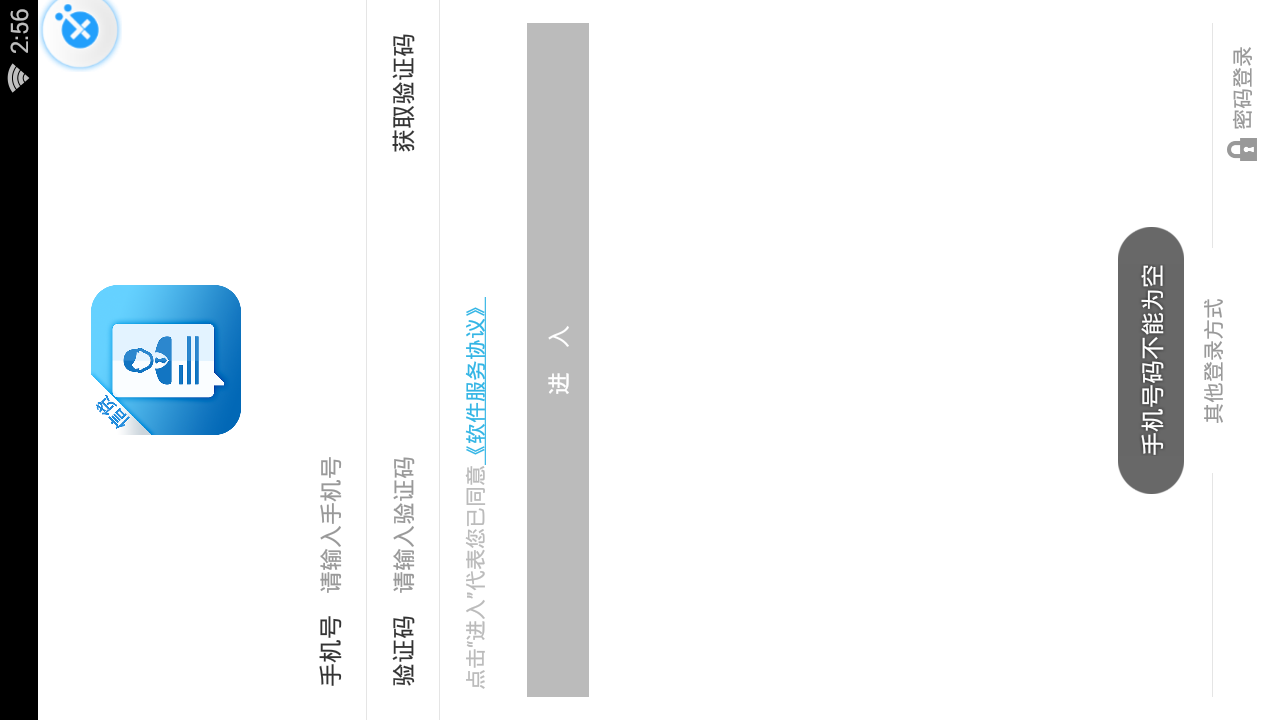 2:56
信贷
手机号 请输入手机号
验证码 请输入验证码 获取验证码
点击“进入”代表您已同意《软件服务协议》
进 入
手机号码不能为空
其他登录方式
密码登录